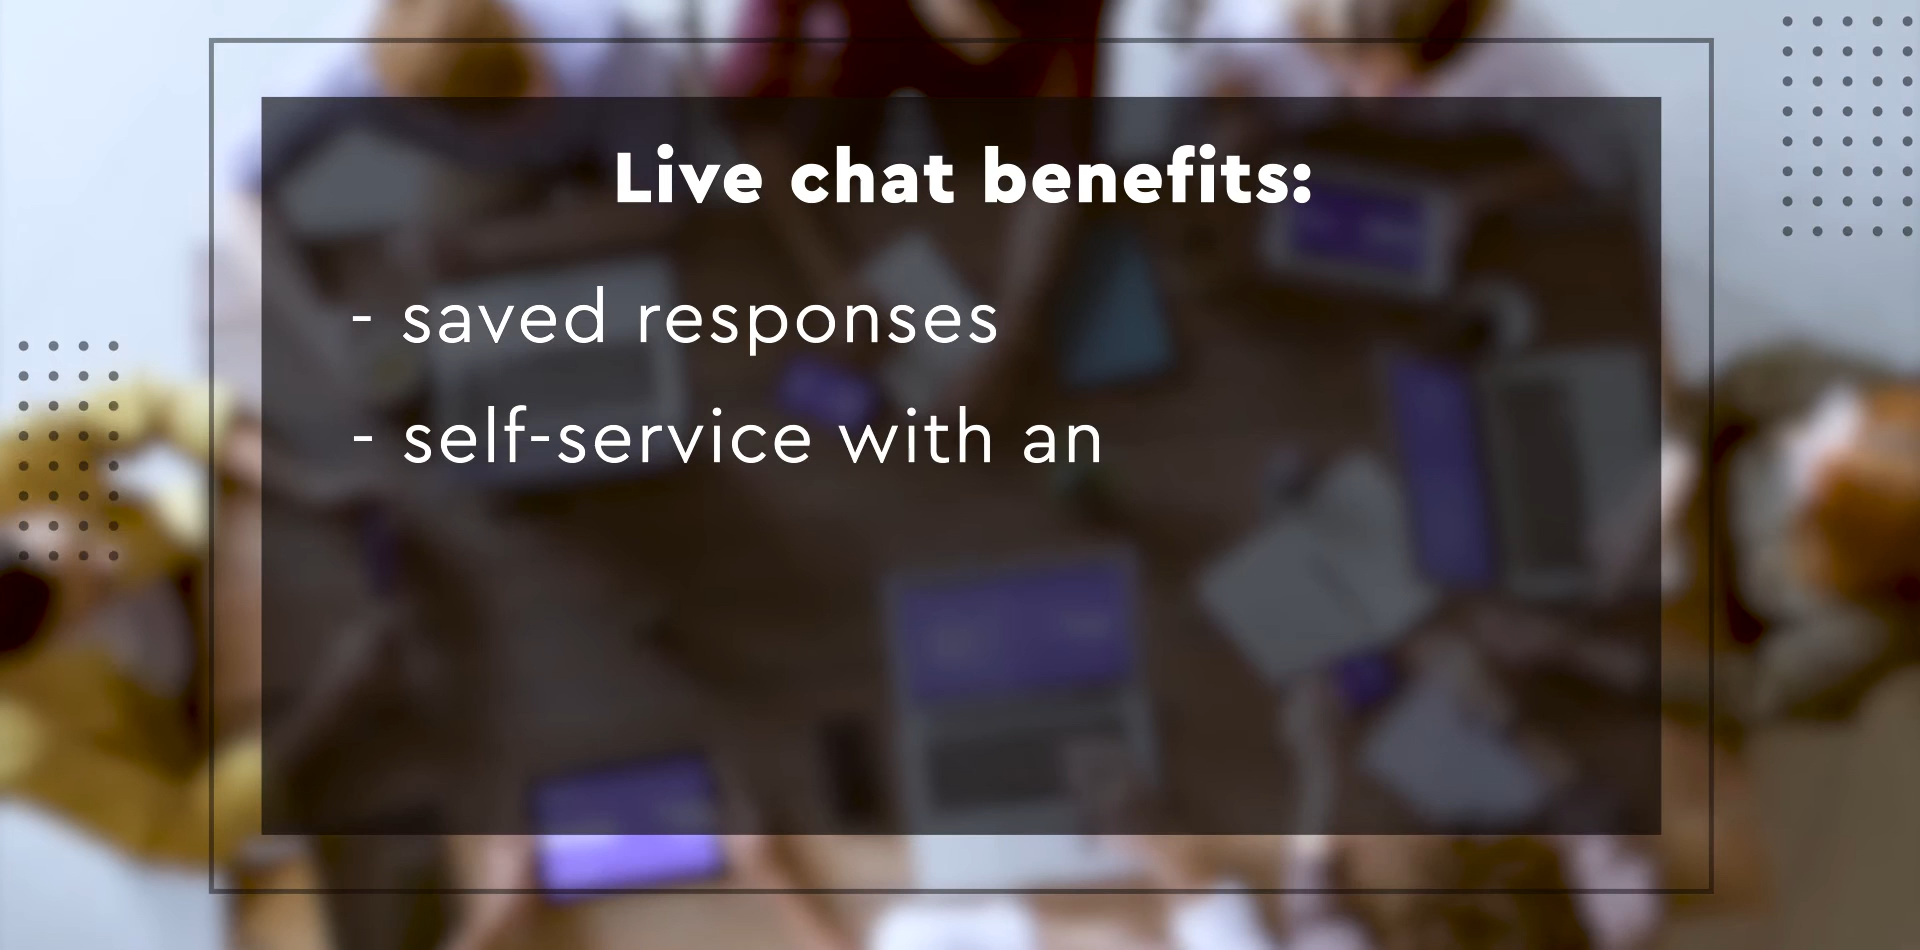 Live chat benefits:
- saved responses
- self-service with an